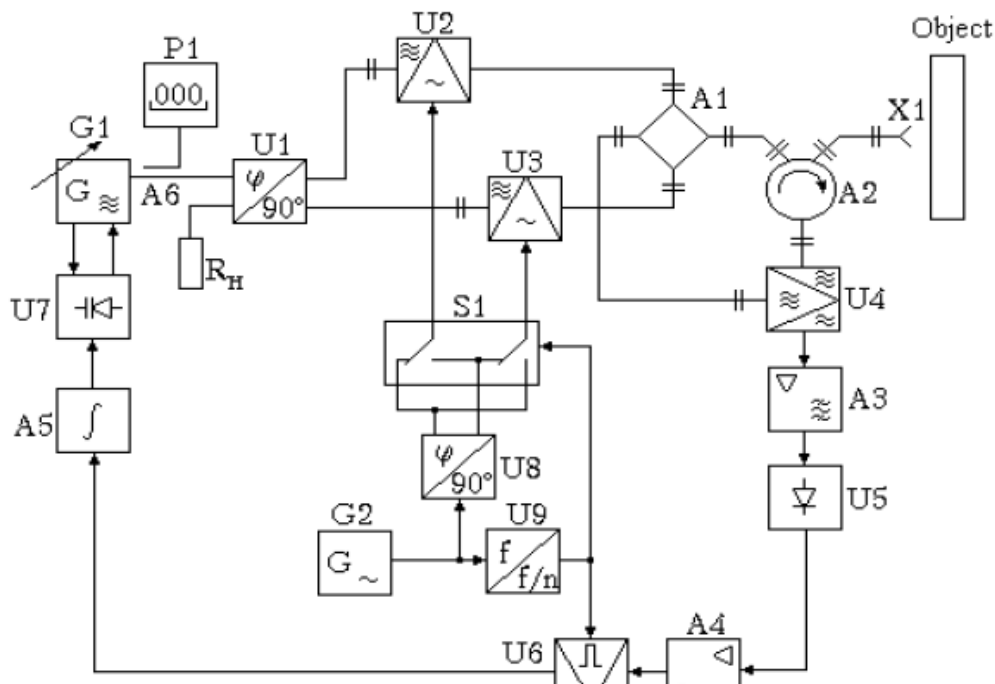 U2
Object
P1
000
A1
X1
G1
U1
U3
G
A6
φ
90°
A2
Rн
U7
S1
U4
A5
∫
A3
φ
90°
U8
U5
G2
U9
G
f
f/n
U6
A4